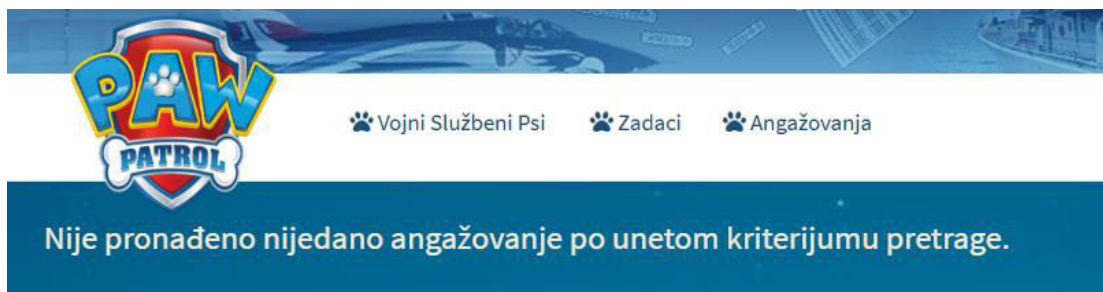 PAW
PATROL
Vojni Službeni Psi Zadaci Angažovanja
Nije pronađeno nijedano angažovanje po unetom kriterijumu pretrage.